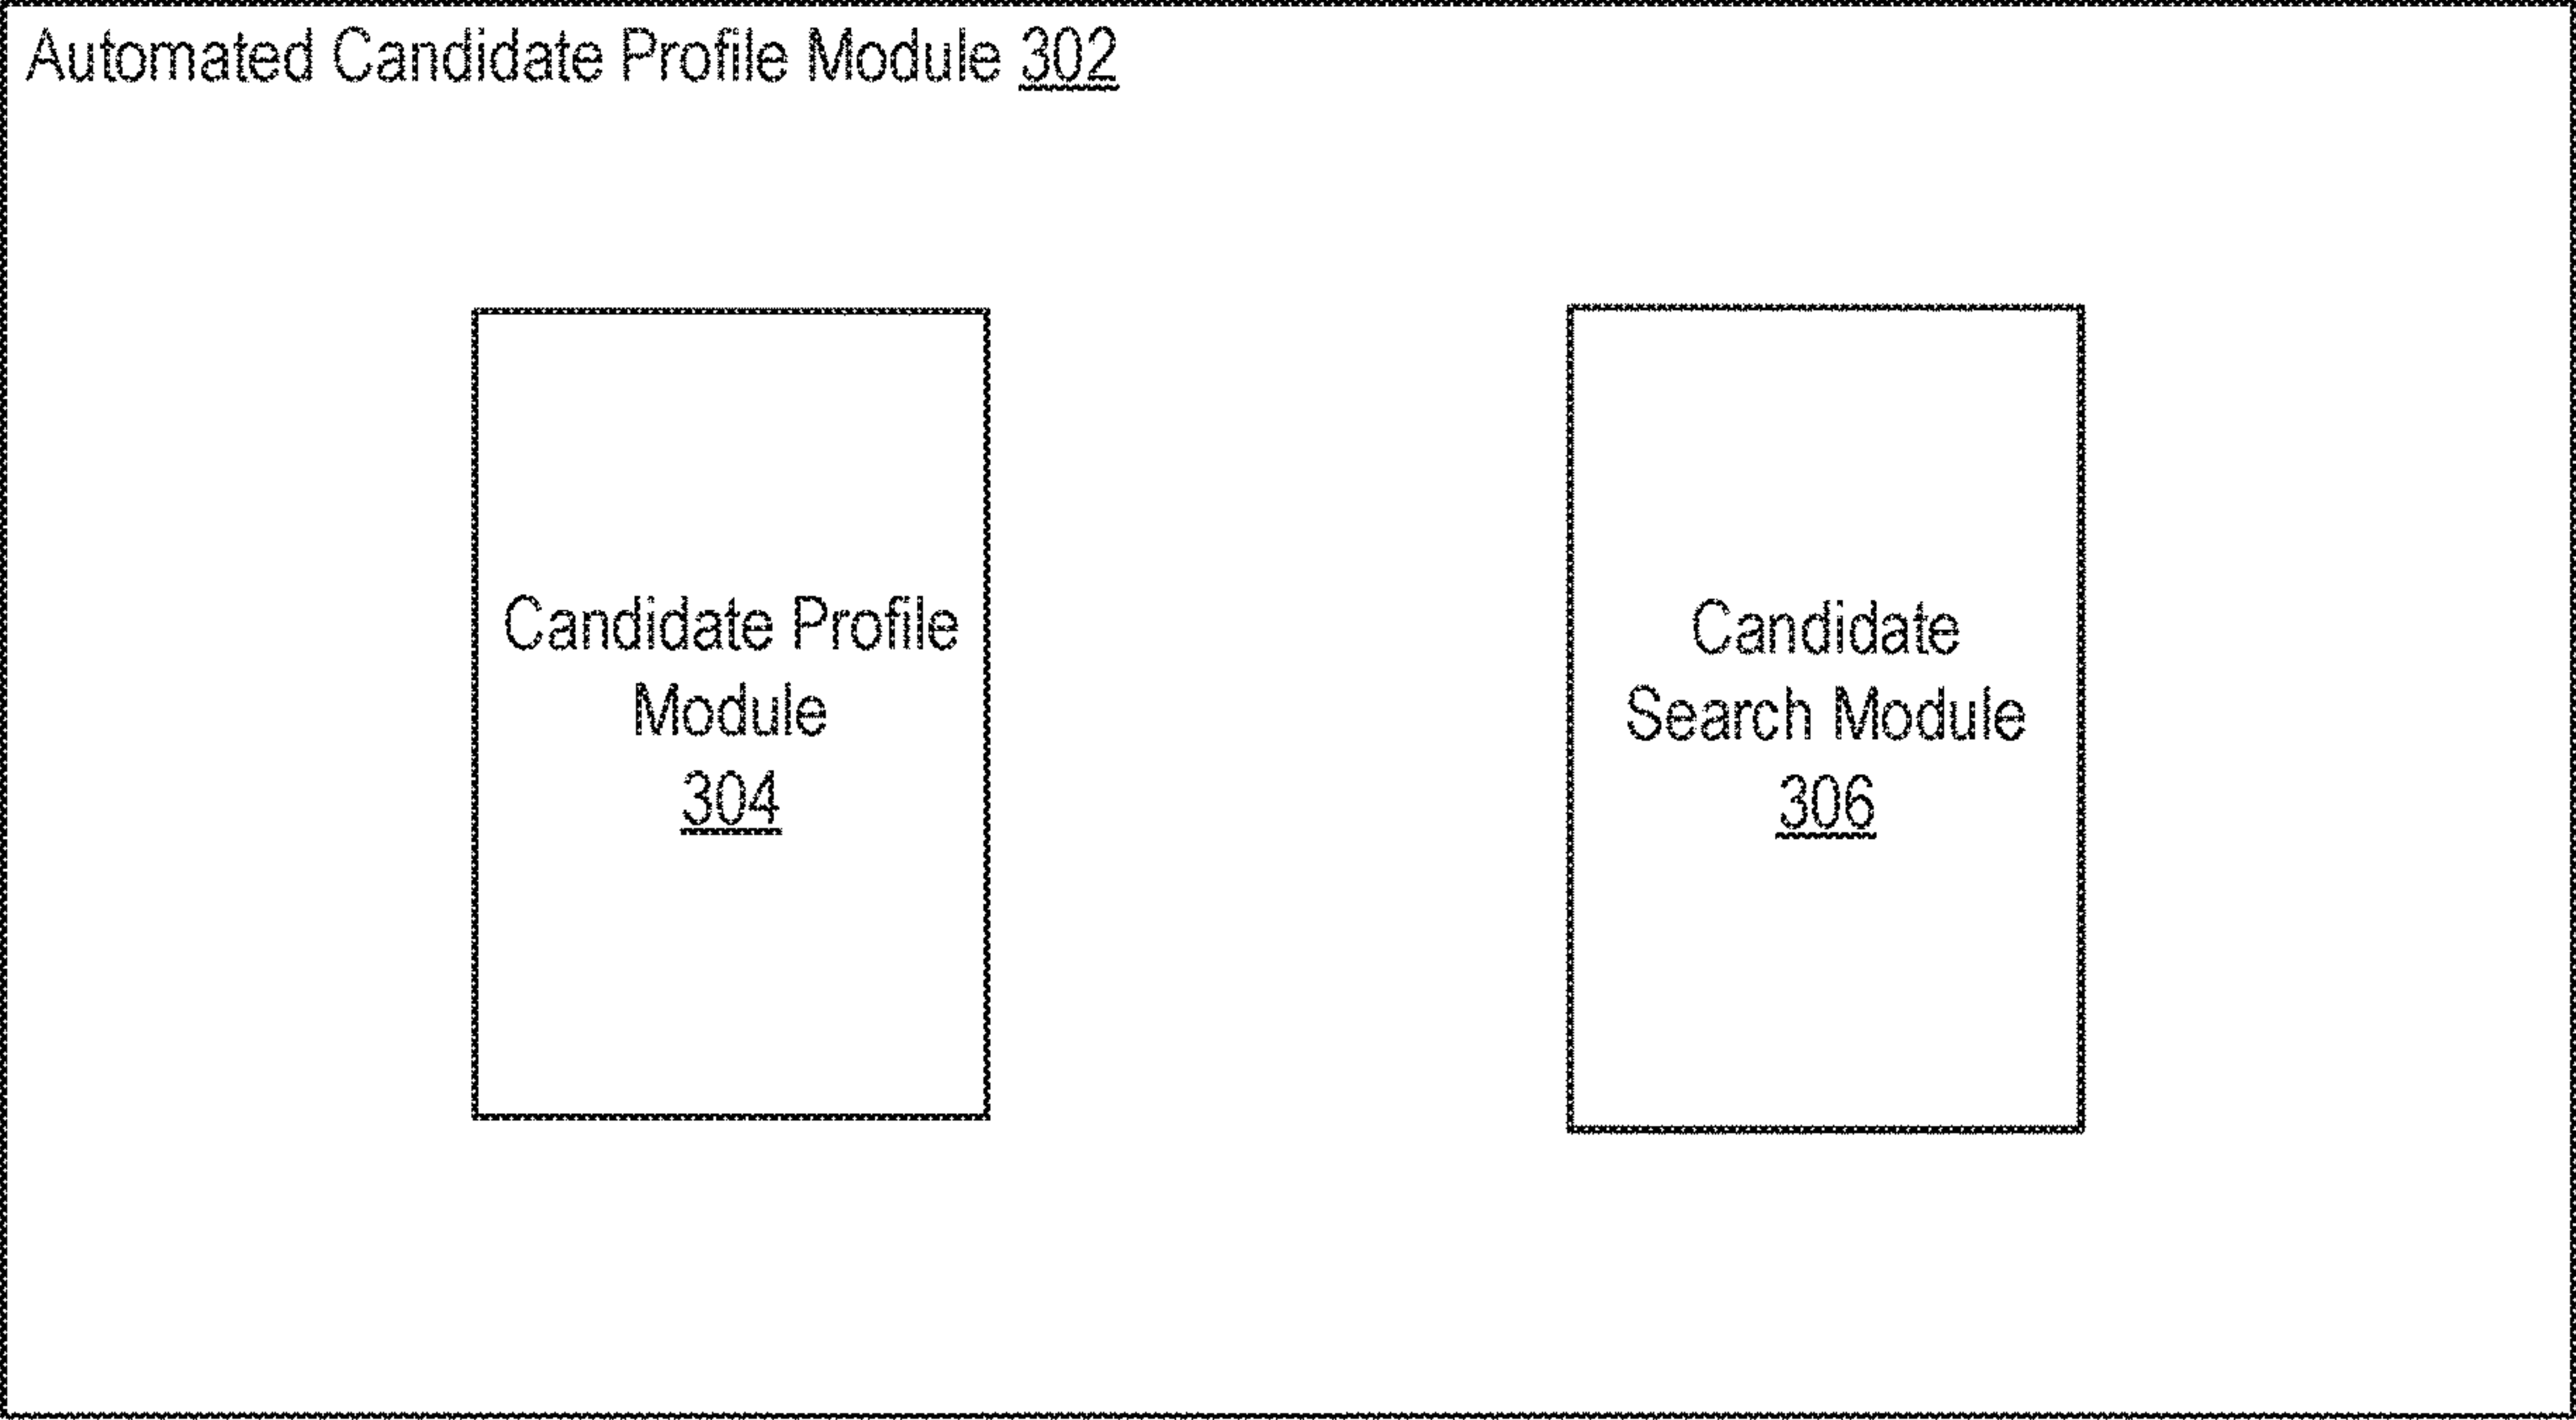 Automated Candidate Profile Module 302
Candidate Profile
Module
304
Candidate
Search Module
306